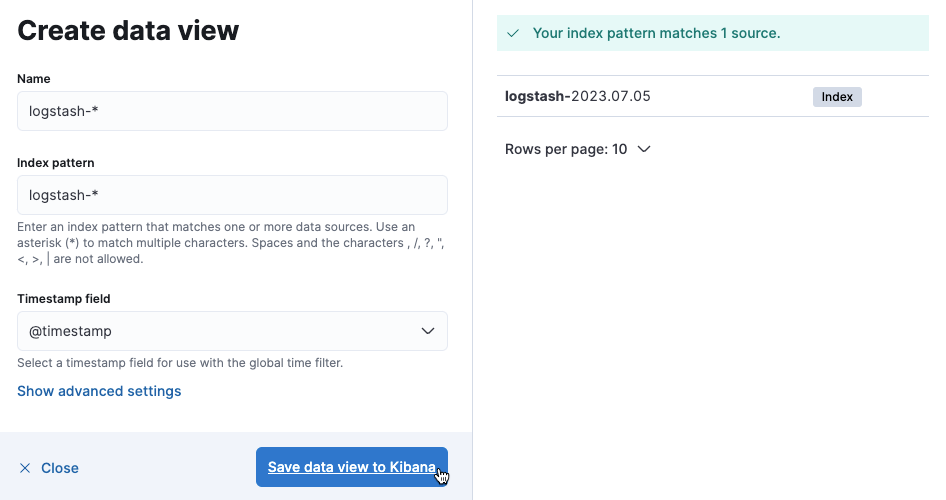 Create data view
Name
logstash-*
Index pattern
logstash-*
Enter an index pattern that matches one or more data sources. Use an
asterisk (*) to match multiple characters. Spaces and the characters , /, ?, ",
<, >, | are not allowed.
Timestamp field
@timestamp
Select a timestamp field for use with the global time filter.
Show advanced settings
Close
Save data view to Kibana
Your index pattern matches 1 source.
logstash-2023.07.05 Index
Rows per page: 10